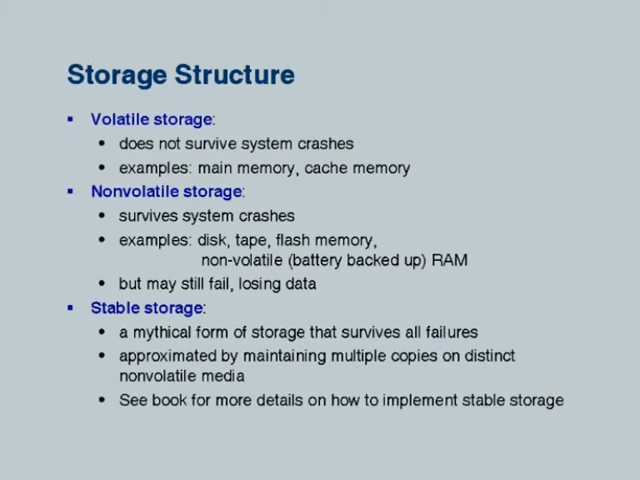 Storage Structure
▪ Volatile storage:
• does not survive system crashes
• examples: main memory, cache memory
▪ Nonvolatile storage:
• survives system crashes
• examples: disk, tape, flash memory,
non-volatile (battery backed up) RAM
• but may still fail, losing data
▪ Stable storage:
• a mythical form of storage that survives all failures
• approximated by maintaining multiple copies on distinct
nonvolatile media
• See book for more details on how to implement stable storage